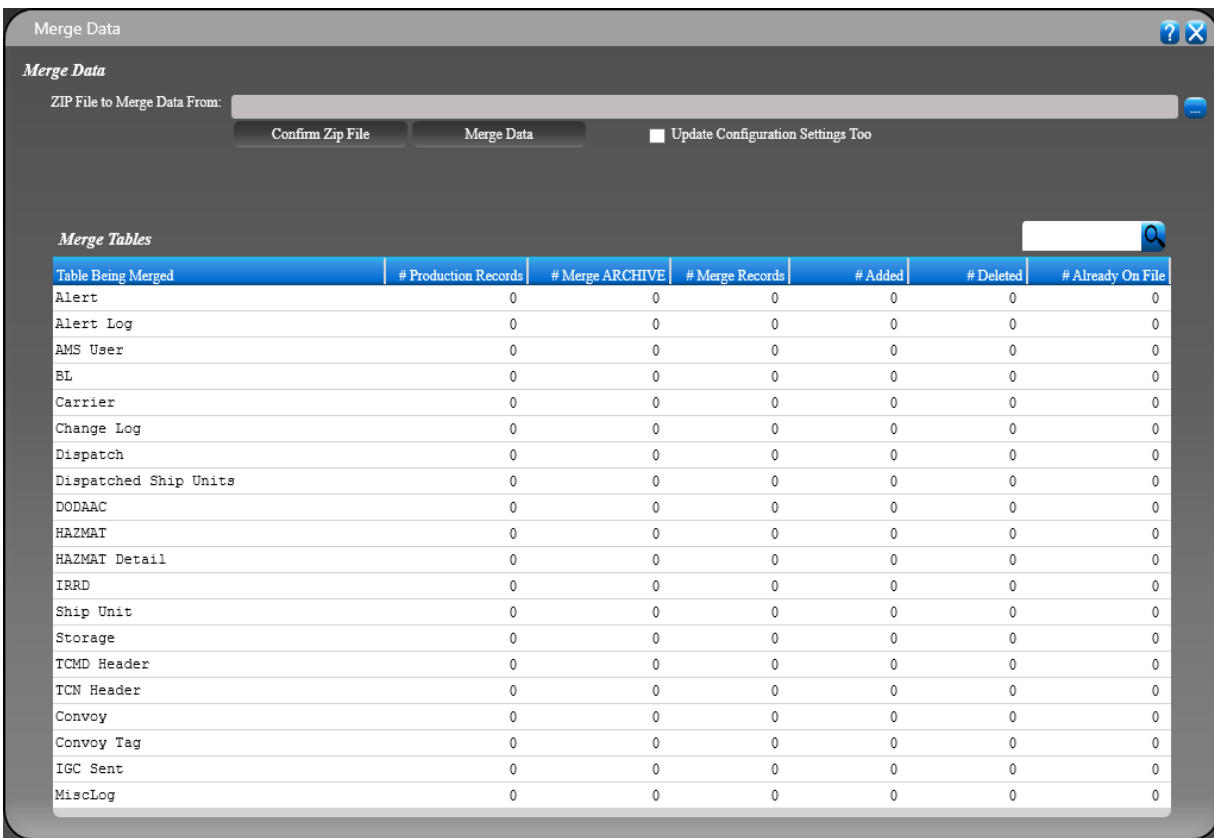 Merge Data
?
Merge Data
ZIP File to Merge Data From:
...
Confirm Zip File Merge Data Update Configuration Settings Too
Merge Tables
Table Being Merged # Production Records # Merge ARCHIVE # Merge Records # Added # Deleted # Already On File
Alert 0 0 0 0 0 0
Alert Log 0 0 0 0 0 0
AMS User 0 0 0 0 0 0
BL 0 0 0 0 0 0
Carrier 0 0 0 0 0 0
Change Log 0 0 0 0 0 0
Dispatch 0 0 0 0 0 0
Dispatched Ship Units 0 0 0 0 0 0
DODAAC 0 0 0 0 0 0
HAZMAT 0 0 0 0 0 0
HAZMAT Detail 0 0 0 0 0 0
IRRD 0 0 0 0 0 0
Ship Unit 0 0 0 0 0 0
Storage 0 0 0 0 0 0
TCMD Header 0 0 0 0 0 0
TCN Header 0 0 0 0 0 0
Convoy 0 0 0 0 0 0
Convoy Tag 0 0 0 0 0 0
IGC Sent 0 0 0 0 0 0
MiscLog 0 0 0 0 0 0